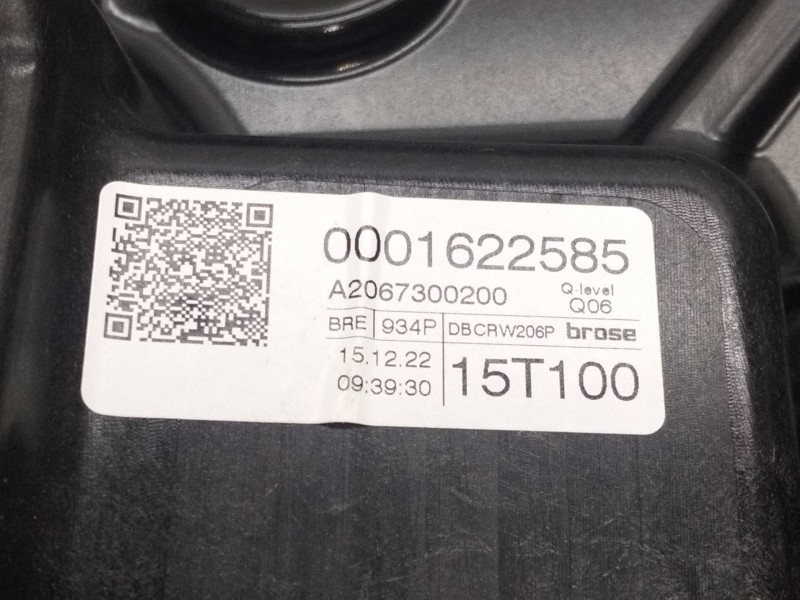 0001622585
A2067300200 Q-level Q06
BRE 934P DBCRW206P brose
15.12.22
09:39:30
15T100